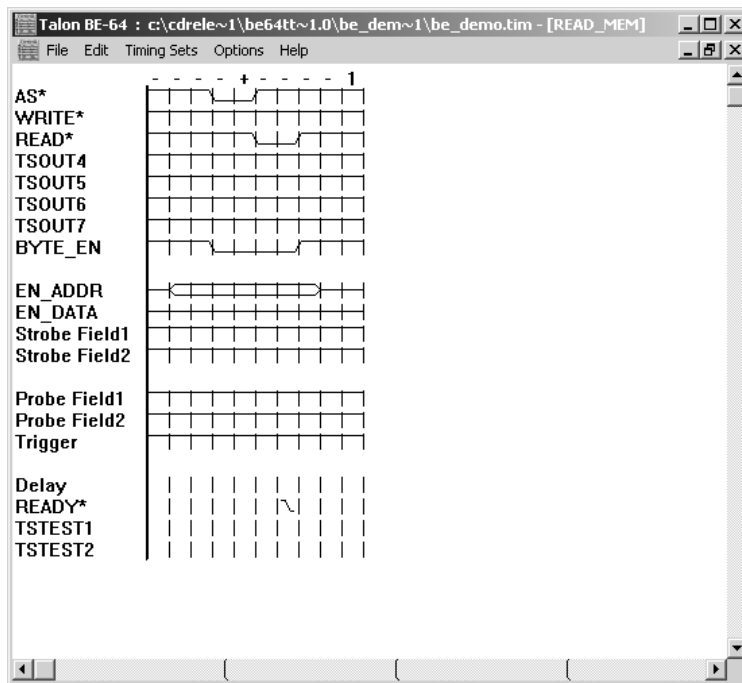 Talon BE-64 : c:\cdrele~1\be64tt~1.0\be_dem~1\be_demo.tim - [READ_MEM]
File Edit Timing Sets Options Help
- - - - + - - - - 1
AS*
WRITE*
READ*
TSOUT4
TSOUT5
TSOUT6
TSOUT7
BYTE_EN
EN_ADDR
EN_DATA
Strobe Field1
Strobe Field2
Probe Field1
Probe Field2
Trigger
Delay
READY*
TSTEST1
TSTEST2